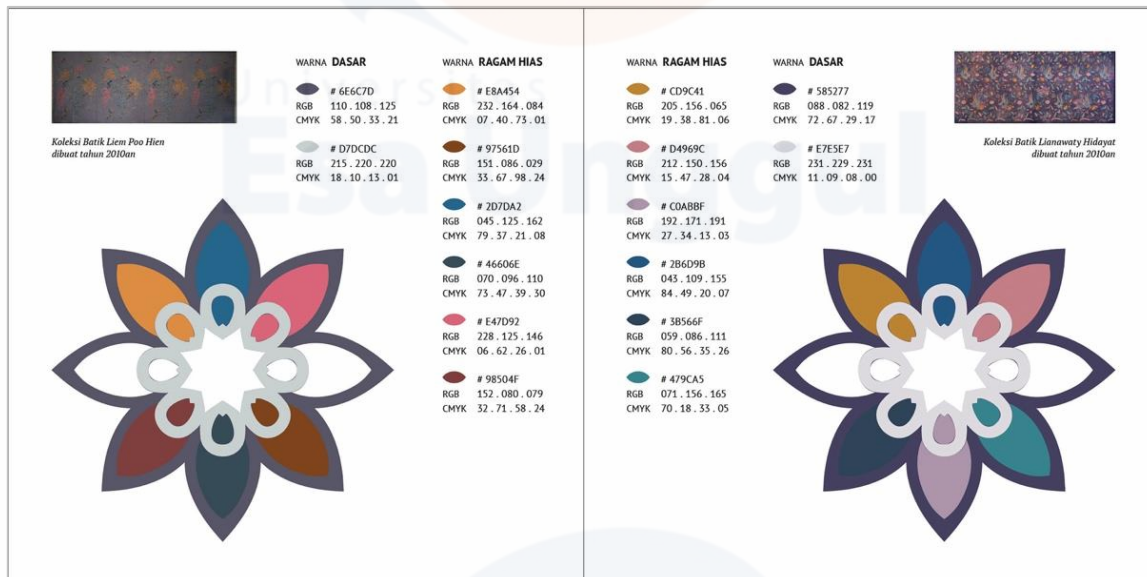 Universitas
Esa Unggul
WARNA DASAR
# 6E6C7D
RGB 110 . 108 . 125
CMYK 58 . 50 . 33 . 21
# D7DCDC
RGB 215 . 220 . 220
CMYK 18 . 10 . 13 . 01
Koleksi Batik Liem Poo Hien
dibuat tahun 2010an
WARNA RAGAM HIAS
# E8A454
RGB 232 . 164 . 084
CMYK 07 . 40 . 73 . 01
# 97561D
RGB 151 . 086 . 029
CMYK 33 . 67 . 98 . 24
# 2D7DA2
RGB 045 . 125 . 162
CMYK 79 . 37 . 21 . 08
# 46606E
RGB 070 . 096 . 110
CMYK 73 . 47 . 39 . 30
# E47D92
RGB 228 . 125 . 146
CMYK 06 . 62 . 26 . 01
# 98504F
RGB 152 . 080 . 079
CMYK 32 . 71 . 58 . 24
WARNA RAGAM HIAS
# CD9C41
RGB 205 . 156 . 065
CMYK 19 . 38 . 81 . 06
# D4969C
RGB 212 . 150 . 156
CMYK 15 . 47 . 28 . 04
# C0ABBF
RGB 192 . 171 . 191
CMYK 27 . 34 . 13 . 03
# 2B6D9B
RGB 043 . 109 . 155
CMYK 84 . 49 . 20 . 07
# 3B566F
RGB 059 . 086 . 111
CMYK 80 . 56 . 35 . 26
# 479CA5
RGB 071 . 156 . 165
CMYK 70 . 18 . 33 . 05
WARNA DASAR
# 585277
RGB 088 . 082 . 119
CMYK 72 . 67 . 29 . 17
# E7E5E7
RGB 231 . 229 . 231
CMYK 11 . 09 . 08 . 00
Koleksi Batik Lianawaty Hidayat
dibuat tahun 2010an